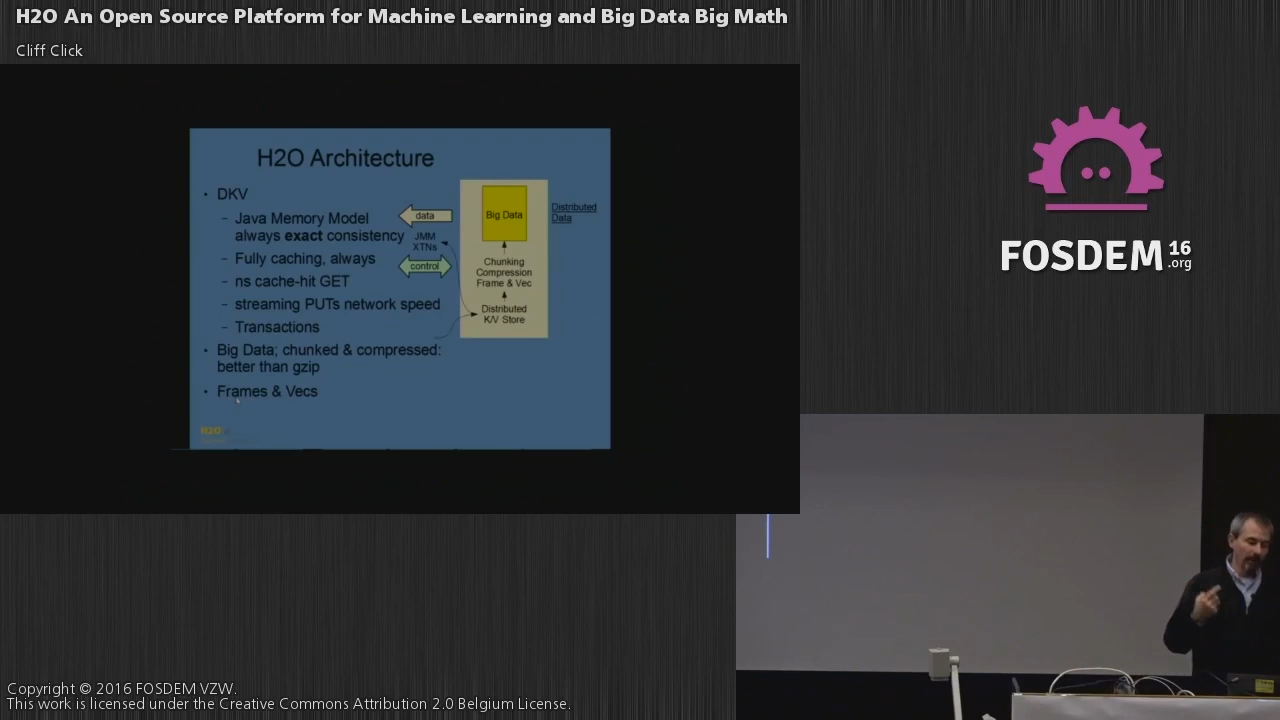 H2O An Open Source Platform for Machine Learning and Big Data Big Math
Cliff Click
H2O Architecture
• DKV
– Java Memory Model
always exact consistency
– Fully caching, always
– ns cache-hit GET
– streaming PUTs network speed
– Transactions
• Big Data; chunked & compressed:
better than gzip
• Frames & Vecs
data
JMM
XTNs
control
Big Data
Chunking
Compression
Frame & Vec
Distributed
K/V Store
Distributed
Data
H2O
FOSDEM 16
.org
Copyright © 2016 FOSDEM VZW.
This work is licensed under the Creative Commons Attribution 2.0 Belgium License.